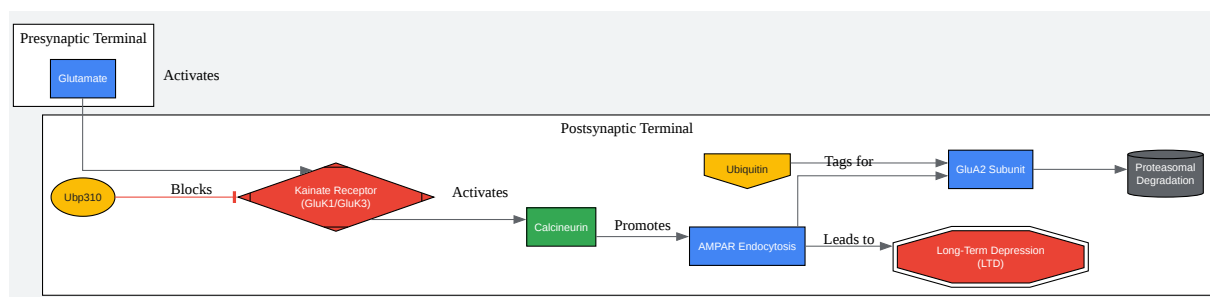 Presynaptic Terminal
Glutamate
Activates
Postsynaptic Terminal
Ubiquitin
Tags for
GluA2 Subunit
Proteasomal
Degradation
Ubp310
Blocks
Kainate Receptor
(GluK1/GluK3)
Activates
Calcineurin
Promotes
AMPAR Endocytosis
Leads to
Long-Term Depression
(LTD)